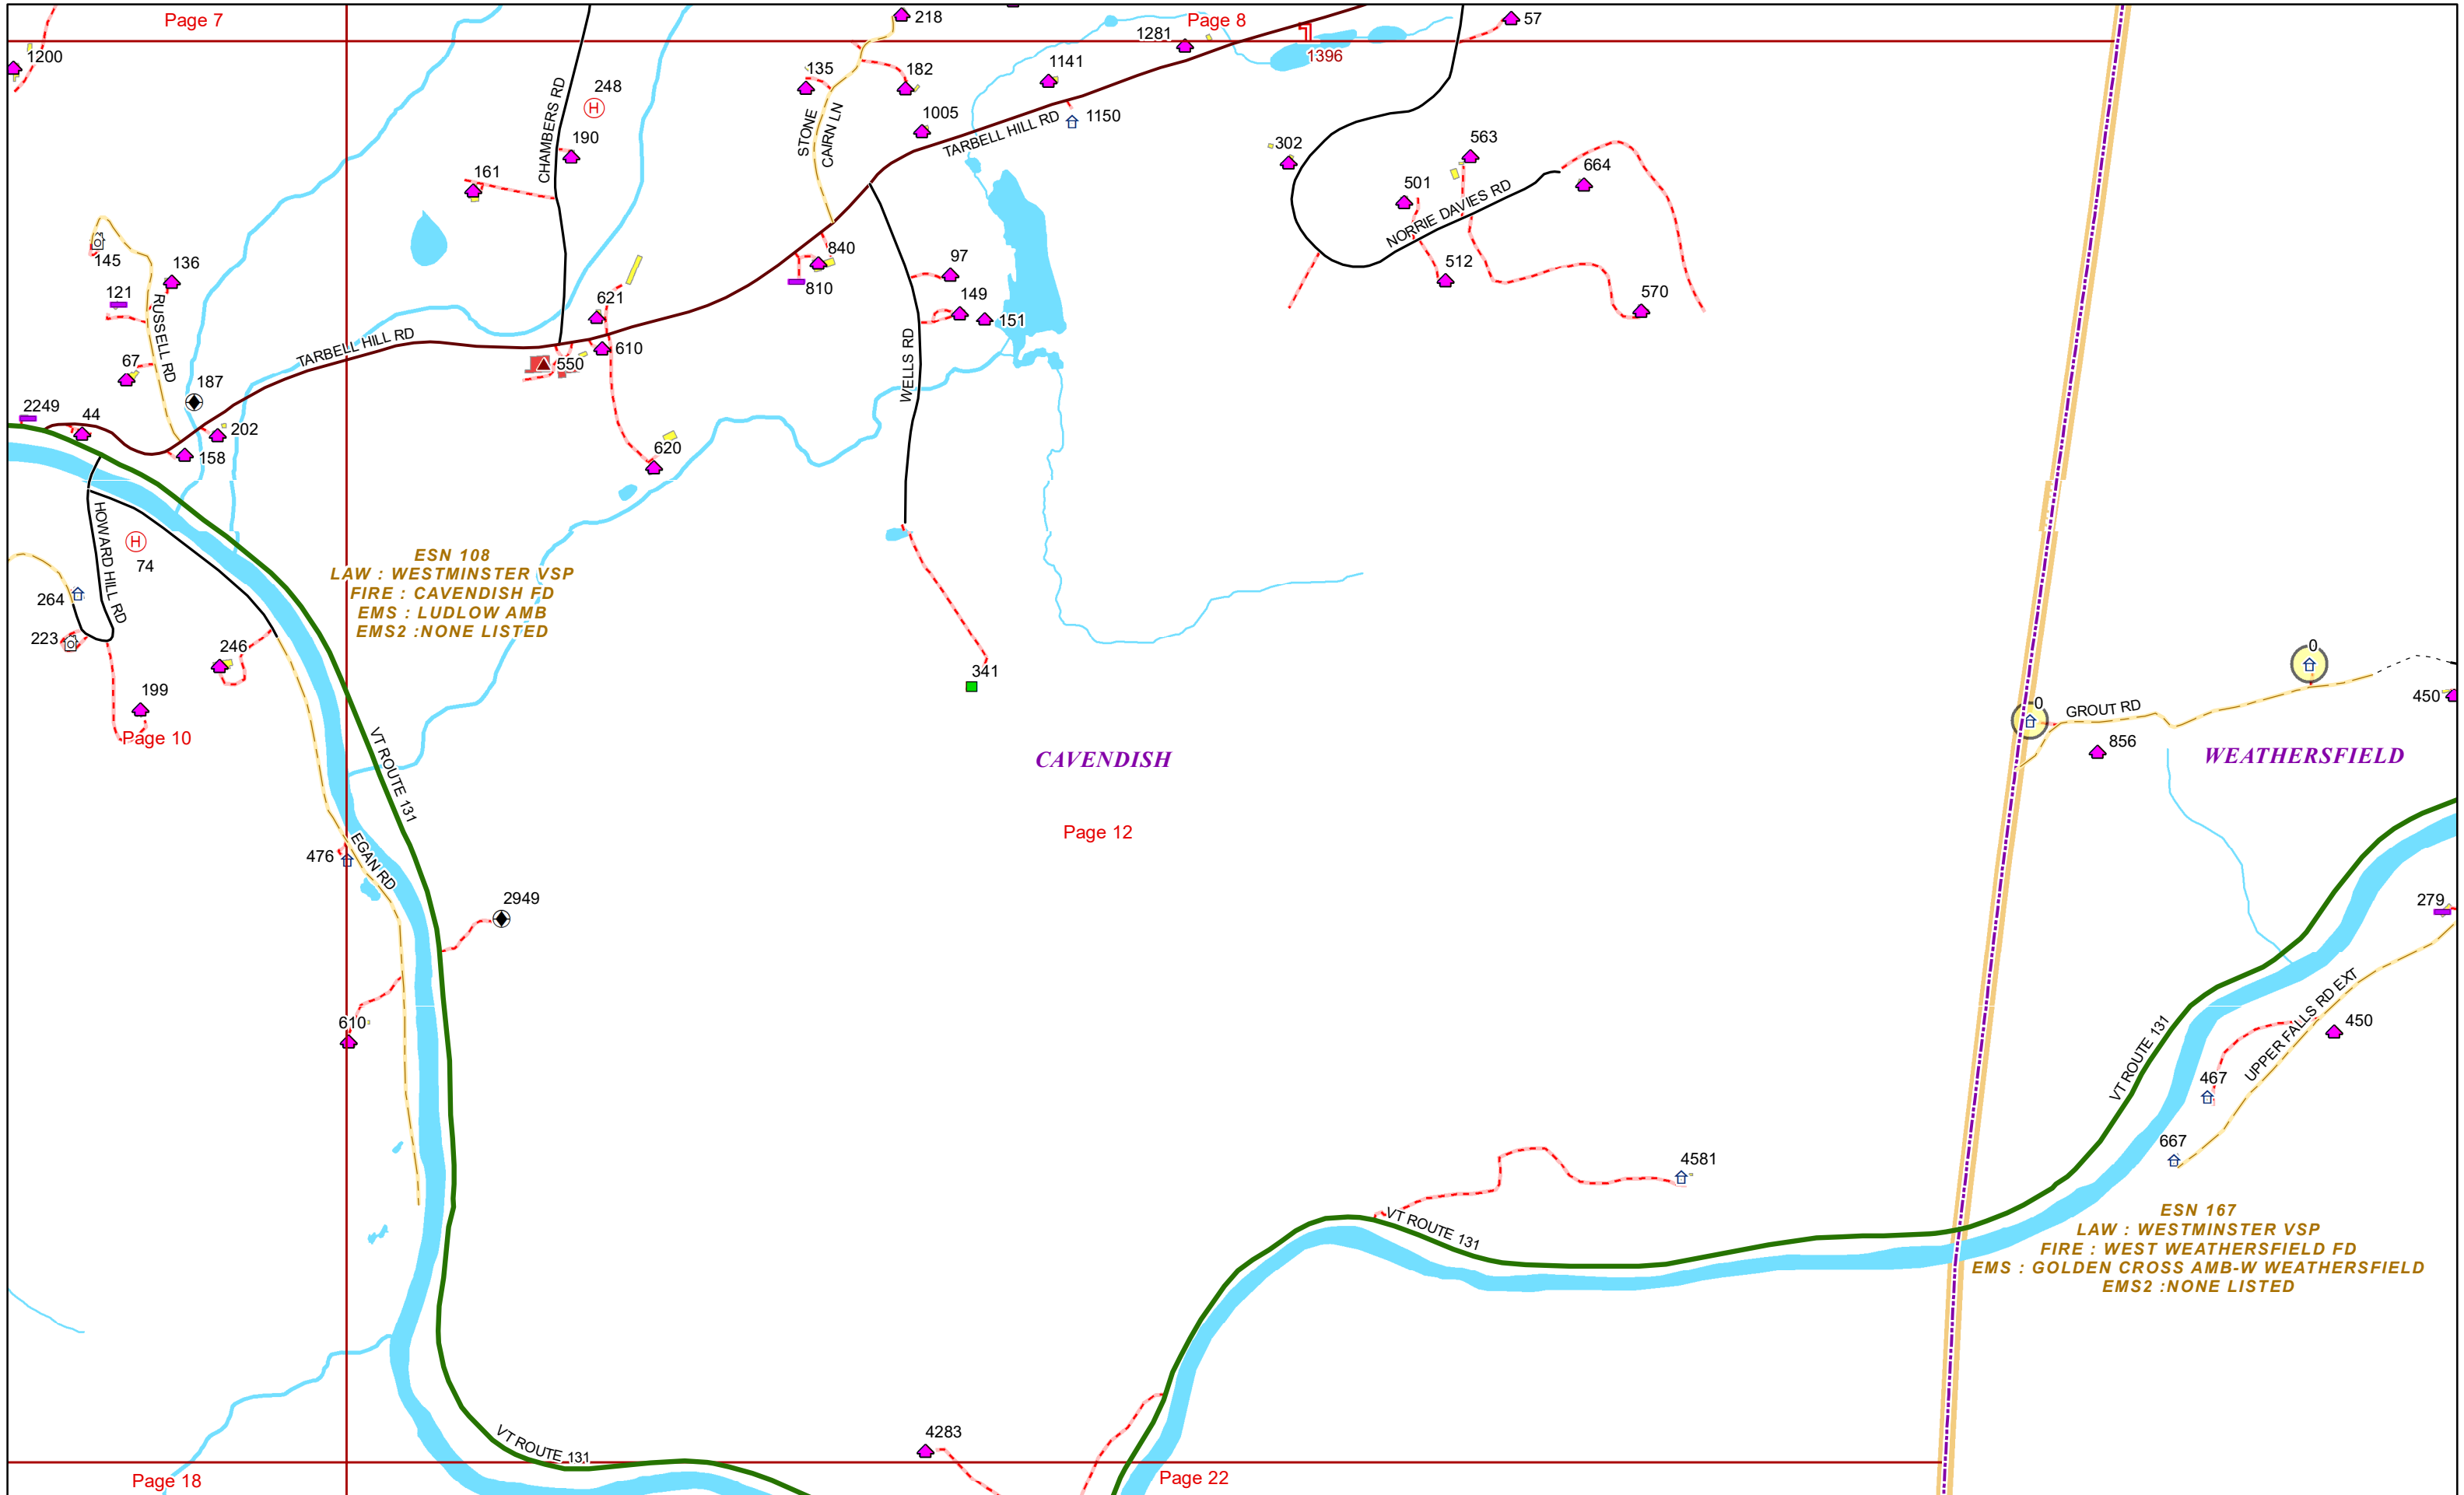 Page 7
218
Page 8
57
1281
1396
1200
135
182
1141
248
CHAMBERS RD
190
STONE
CAIRN LN
1005
TARBELL HILL RD
1150
302
563
664
161
501
NORRIE DAVIES RD
145
136
840
97
512
121
RUSSELL RD
621
810
149
151
570
TARBELL HILL RD
67
550
610
WELLS RD
187
2249
44
202
158
620
HOWARD HILL RD
74
ESN 108
LAW : WESTMINSTER VSP
FIRE : CAVENDISH FD
EMS : LUDLOW AMB
EMS2 :NONE LISTED
264
223
246
199
341
0
0
GROUT RD
450
856
Page 10
VT ROUTE 131
CAVENDISH
WEATHERSFIELD
Page 12
476
EGAN RD
2949
279
610
UPPER FALLS RD EXT
450
VT ROUTE 131
467
667
4581
VT ROUTE 131
ESN 167
LAW : WESTMINSTER VSP
FIRE : WEST WEATHERSFIELD FD
EMS : GOLDEN CROSS AMB-W WEATHERSFIELD
EMS2 :NONE LISTED
4283
VT ROUTE 131
Page 18
Page 22
H
H